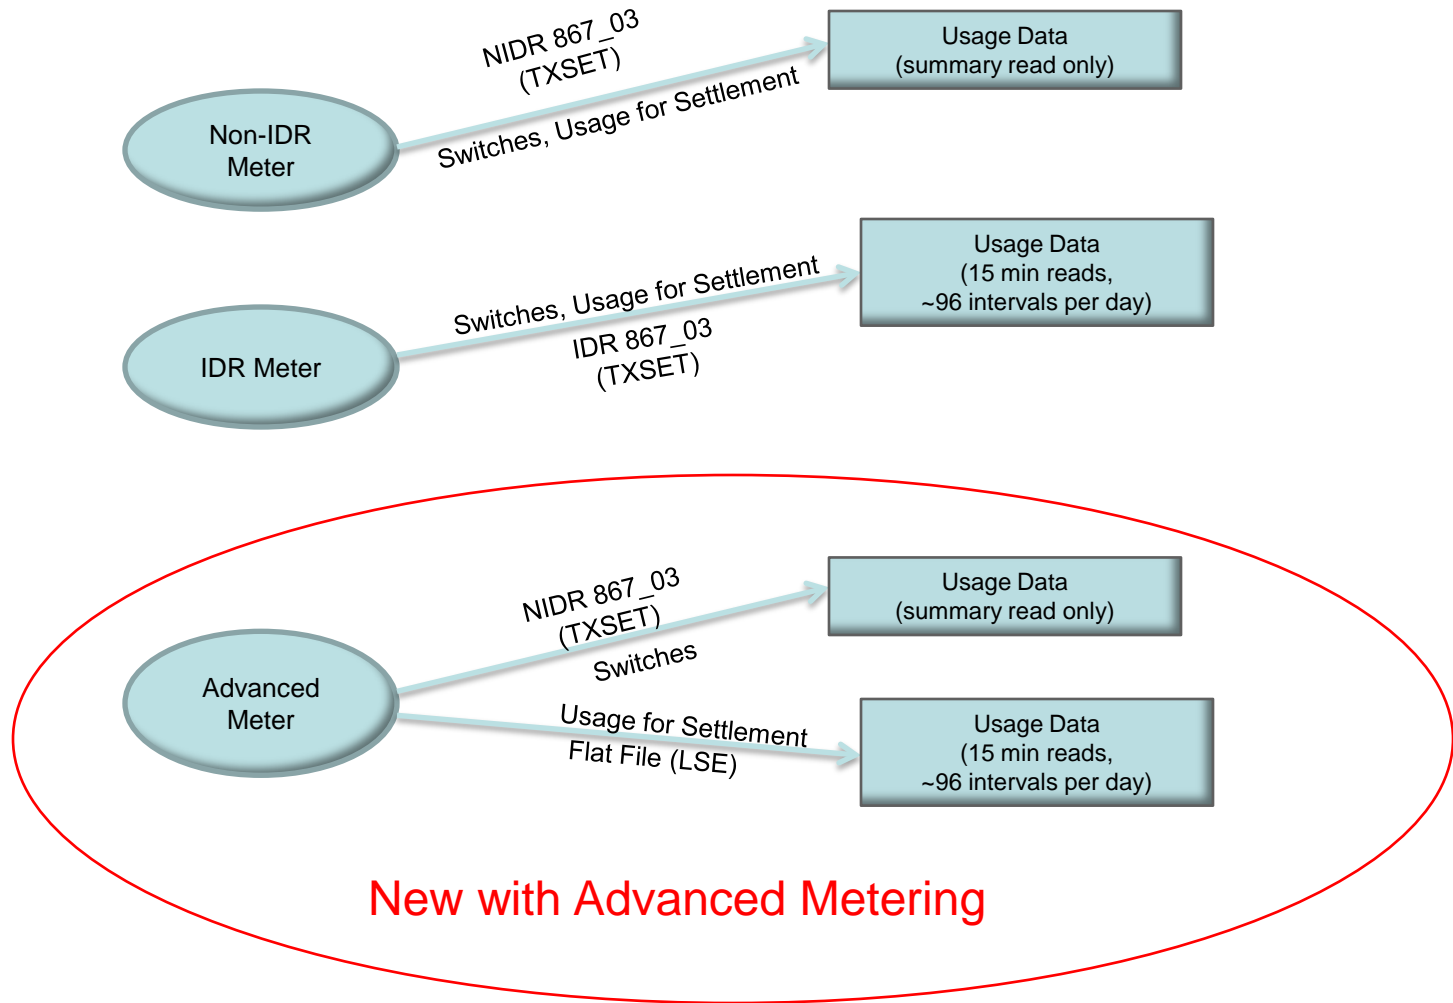 NIDR 867_03
(TXSET)
Switches, Usage for Settlement
Usage Data
(summary read only)
Non-IDR
Meter
Switches, Usage for Settlement
IDR 867_03
(TXSET)
Usage Data
(15 min reads,
~96 intervals per day)
IDR Meter
NIDR 867_03
(TXSET)
Switches
Usage Data
(summary read only)
Advanced
Meter
Usage for Settlement
Flat File (LSE)
Usage Data
(15 min reads,
~96 intervals per day)
New with Advanced Metering